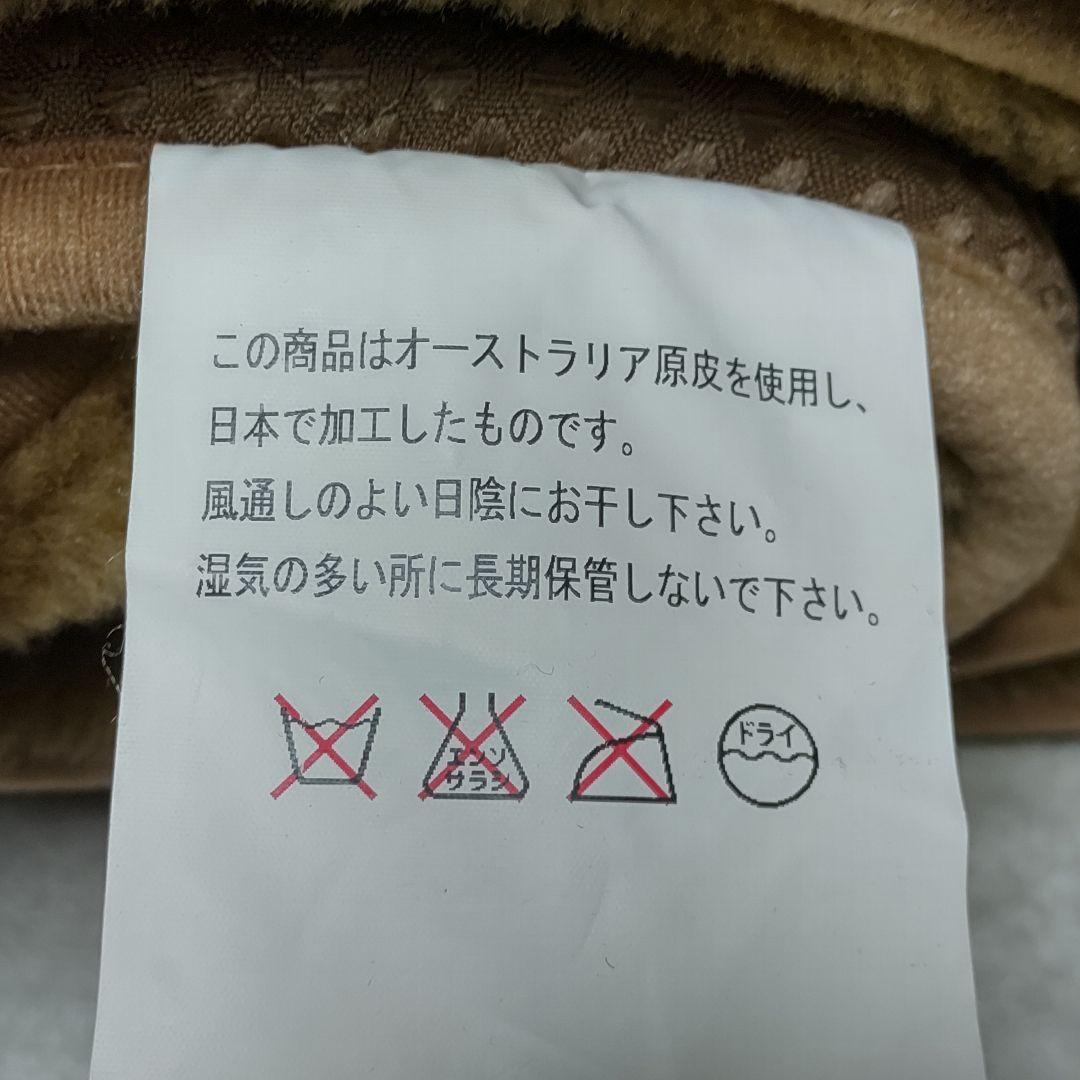 この商品はオーストラリア原皮を使用し、
日本で加工したものです。
風通しのよい日陰にお干し下さい。
湿気の多い所に長期保管しないで下さい。
エンソ
サラシ
ドライ